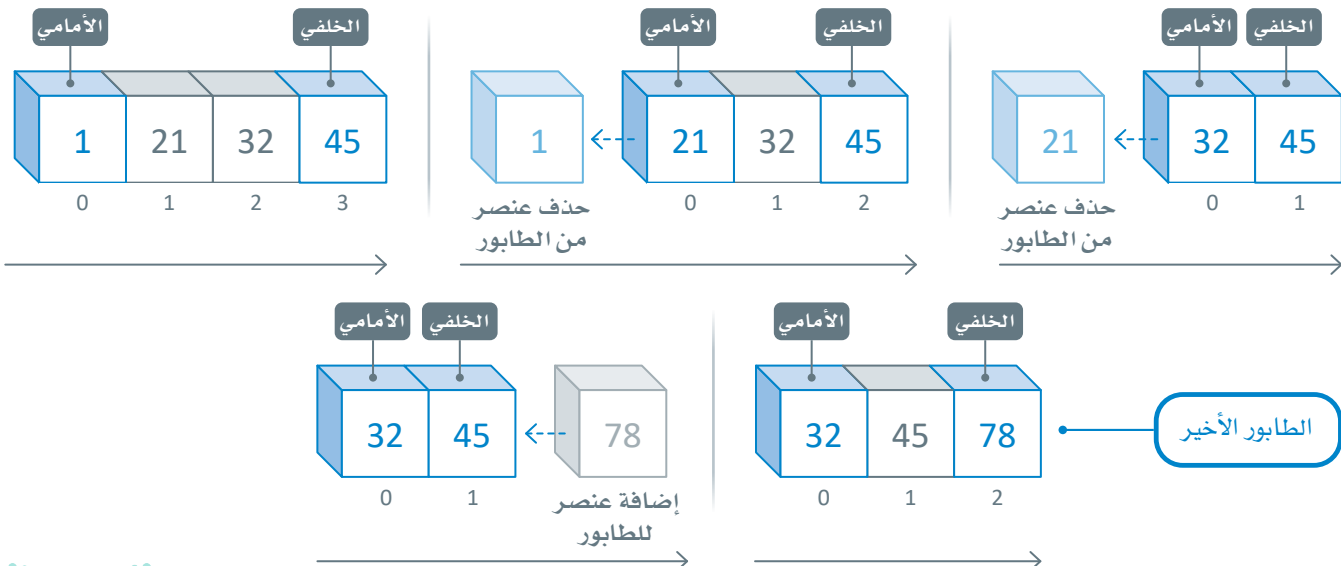 الأمامي
الخلفي
1 21 32 45
0 1 2 3
الأمامي
الخلفي
1
21 32 45
0 1 2
حذف عنصر
من الطابور
الأمامي
الخلفي
21
32 45
0 1
حذف عنصر
من الطابور
الأمامي
الخلفي
32 45
78
0 1
إضافة عنصر
للطابور
الأمامي
الخلفي
32 45 78
0 1 2
الطابور الأخير